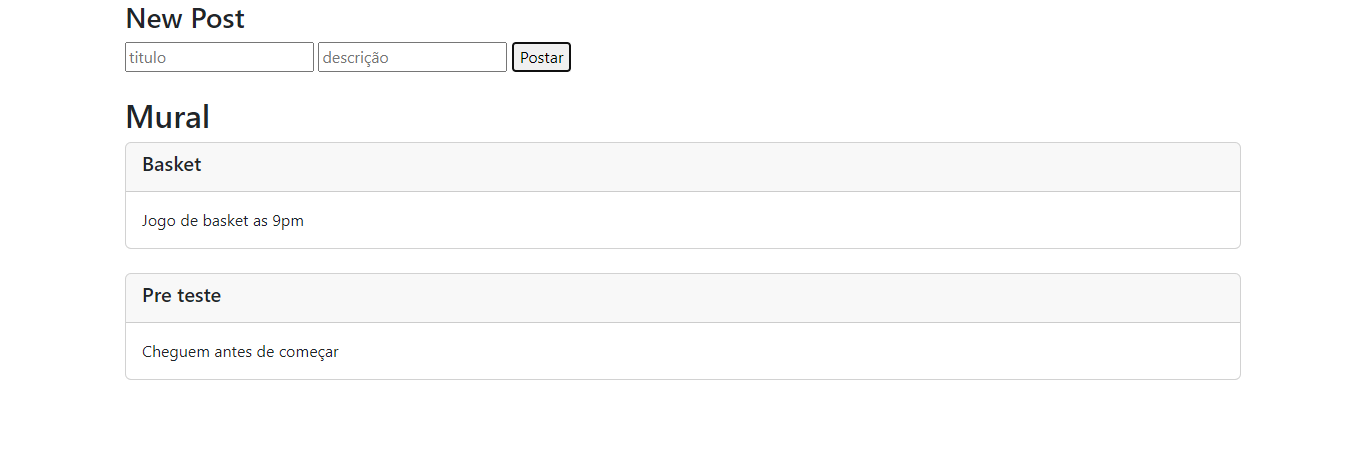 New Post
titulo descrição Postar
Mural
Basket
Jogo de basket as 9pm
Pre teste
Cheguem antes de começar